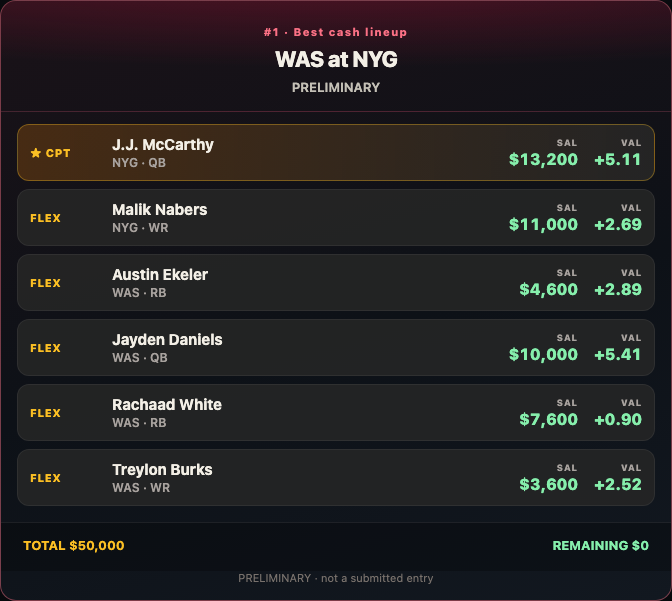 #1 · Best cash lineup
WAS at NYG
PRELIMINARY
★ CPT
J.J. McCarthy
NYG · QB
SAL
$13,200
VAL
+5.11
FLEX
Malik Nabers
NYG · WR
SAL
$11,000
VAL
+2.69
FLEX
Austin Ekeler
WAS · RB
SAL
$4,600
VAL
+2.89
FLEX
Jayden Daniels
WAS · QB
SAL
$10,000
VAL
+5.41
FLEX
Rachaad White
WAS · RB
SAL
$7,600
VAL
+0.90
FLEX
Treylon Burks
WAS · WR
SAL
$3,600
VAL
+2.52
TOTAL $50,000
REMAINING $0
PRELIMINARY · not a submitted entry